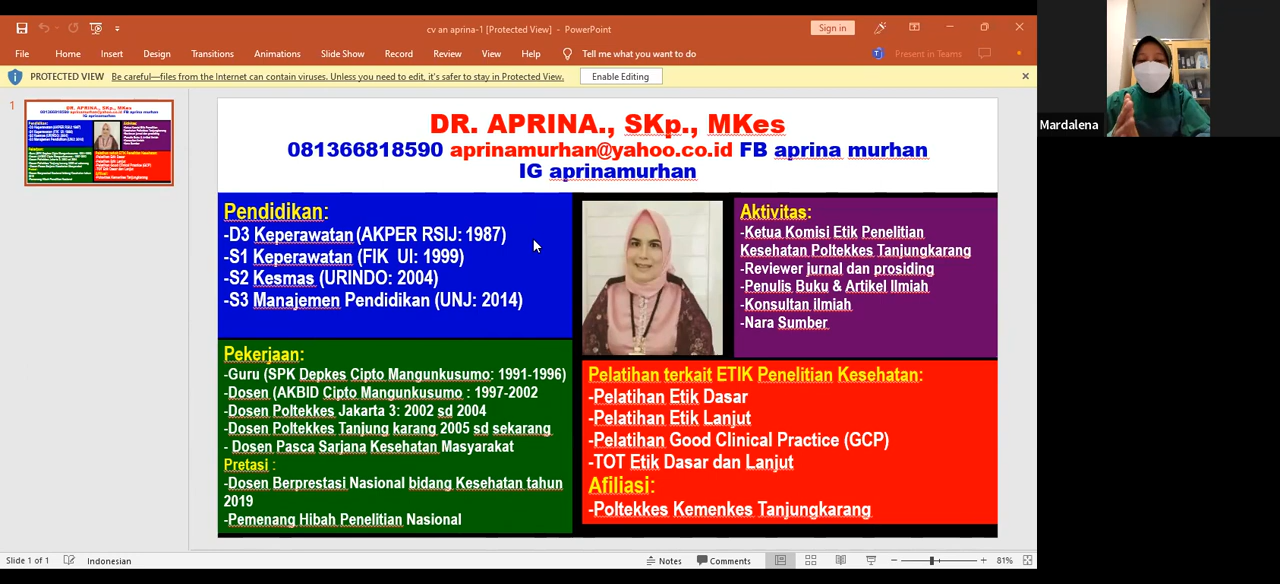 cv an aprina-1 [Protected View] - PowerPoint
Sign in
File Home Insert Design Transitions Animations Slide Show Record Review View Help Tell me what you want to do
Present in Teams
PROTECTED VIEW Be careful—files from the Internet can contain viruses. Unless you need to edit, it's safer to stay in Protected View. Enable Editing
1
DR. APRINA., SKp., MKes
081366818590 aprinamurhan@yahoo.co.id FB aprina murhan
IG aprinamurhan
Pendidikan:
-D3 Keperawatan (AKPER RSIJ: 1987)
-S1 Keperawatan (FIK UI: 1999)
-S2 Kesmas (URINDO: 2004)
-S3 Manajemen Pendidikan (UNJ: 2014)
Aktivitas:
-Ketua Komisi Etik Penelitian
Kesehatan Poltekkes Tanjungkarang
-Reviewer jurnal dan prosiding
-Penulis Buku & Artikel Ilmiah
-Konsultan ilmiah
-Nara Sumber
Pekerjaan:
-Guru (SPK Depkes Cipto Mangunkusumo: 1991-1996)
-Dosen (AKBID Cipto Mangunkusumo : 1997-2002
-Dosen Poltekkes Jakarta 3: 2002 sd 2004
-Dosen Poltekkes Tanjung karang 2005 sd sekarang
- Dosen Pasca Sarjana Kesehatan Masyarakat
Pretasi :
-Dosen Berprestasi Nasional bidang Kesehatan tahun
2019
-Pemenang Hibah Penelitian Nasional
Pelatihan terkait ETIK Penelitian Kesehatan:
-Pelatihan Etik Dasar
-Pelatihan Etik Lanjut
-Pelatihan Good Clinical Practice (GCP)
-TOT Etik Dasar dan Lanjut
Afiliasi:
-Poltekkes Kemenkes Tanjungkarang
Slide 1 of 1 Indonesian Notes Comments 81%
Mardalena